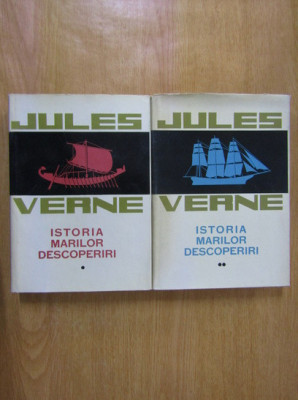 JULES
VERNE
ISTORIA
MARILOR
DESCOPERIRI
*
JULES
VERNE
ISTORIA
MARILOR
DESCOPERIRI
**